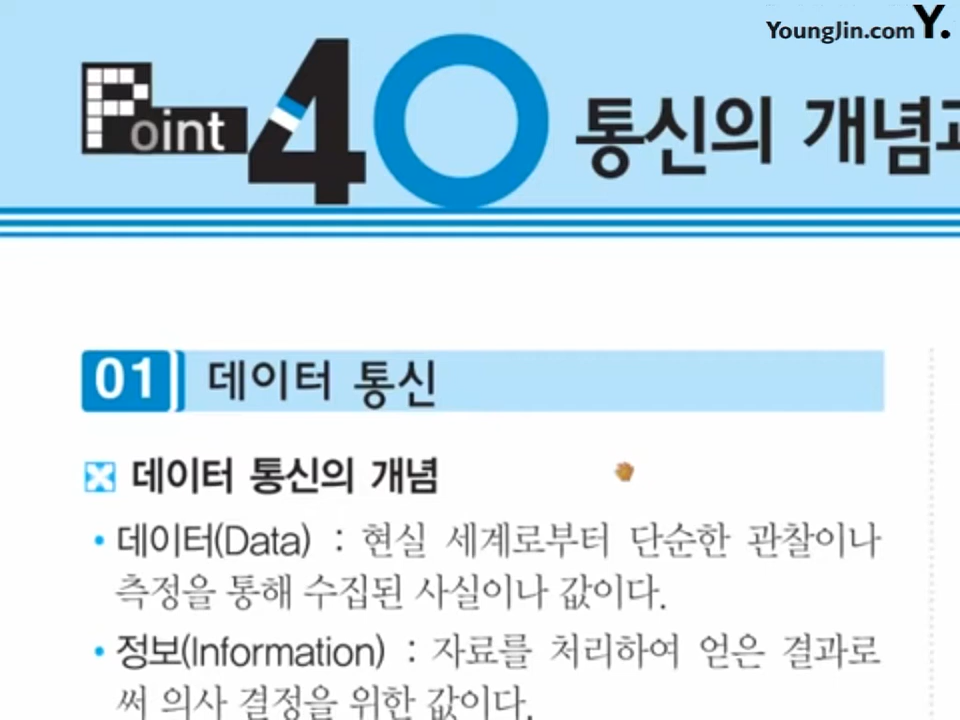 YoungJin.com Y.
Point 40 통신의 개념과
01 데이터 통신
데이터 통신의 개념
• 데이터(Data) : 현실 세계로부터 단순한 관찰이나
측정을 통해 수집된 사실이나 값이다.
• 정보(Information) : 자료를 처리하여 얻은 결과로
써 의사 결정을 위한 값이다.